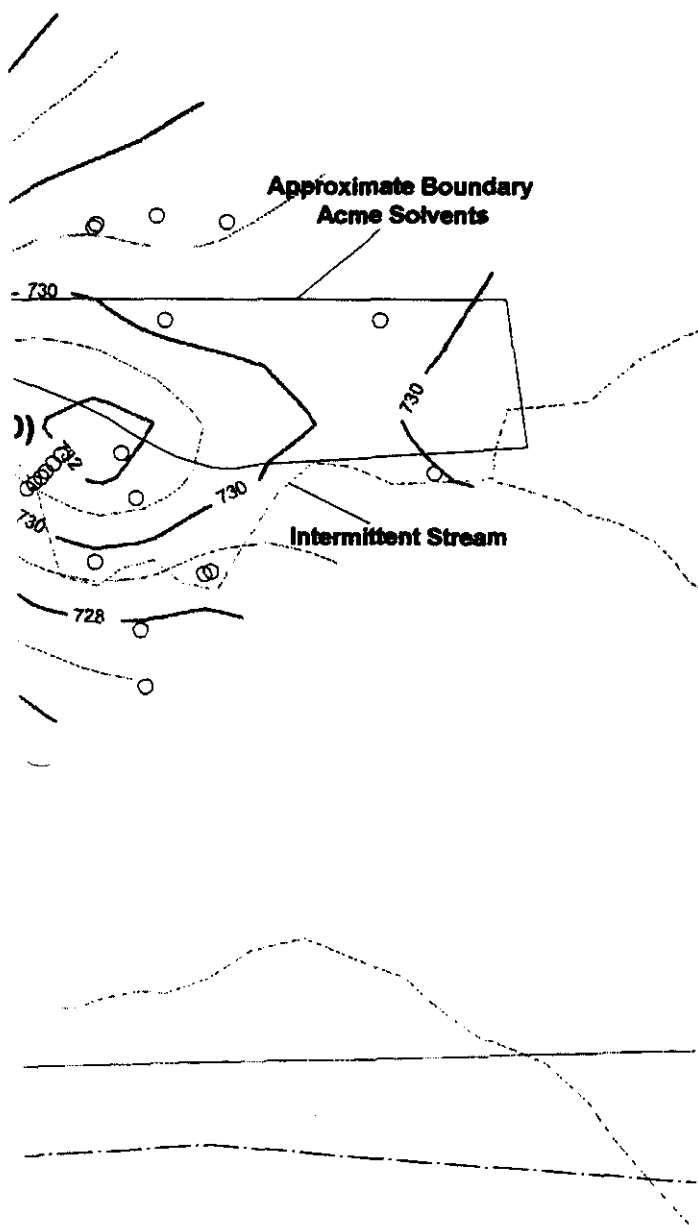 Approximate Boundary
Acme Solvents
730
730
)
730
730
Intermittent Stream
728